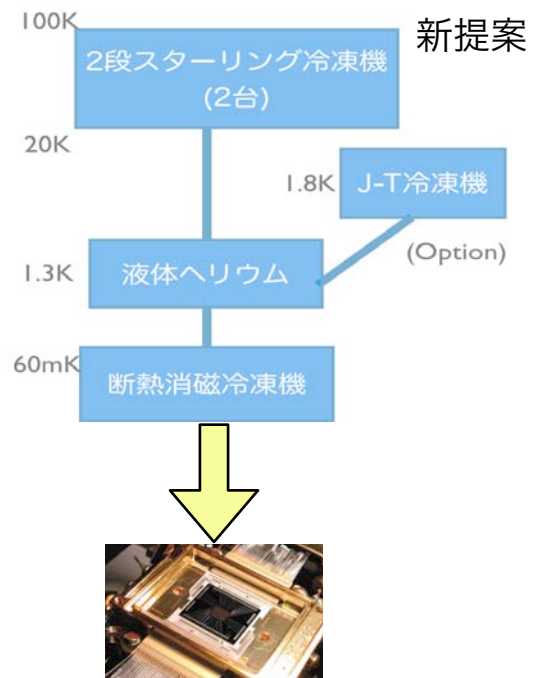 100K
新提案
2段スターリング冷凍機
(2台)
20K
1.8K
J-T冷凍機
(Option)
1.3K
液体ヘリウム
60mK
断熱消磁冷凍機